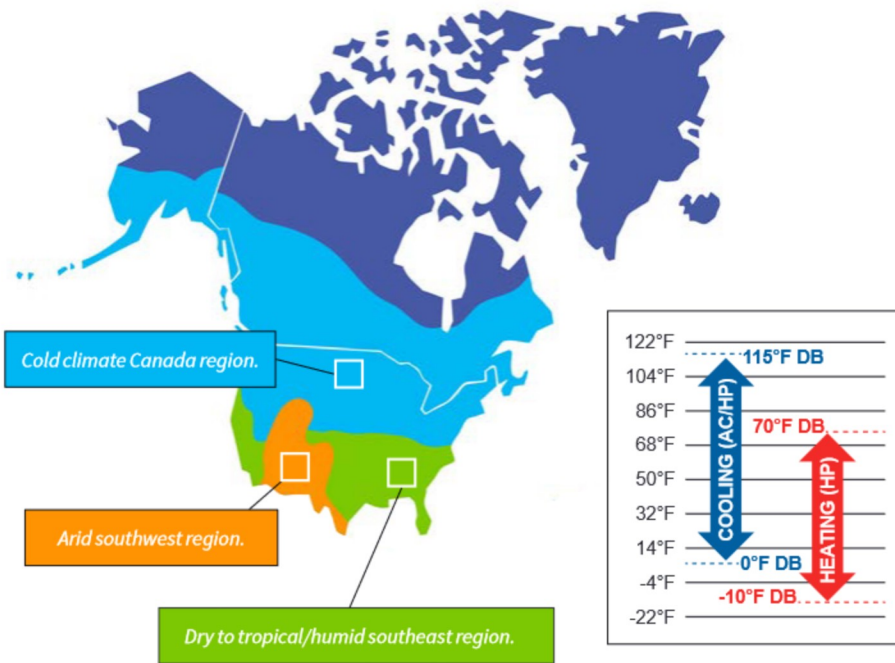 Cold climate Canada region.
Arid southwest region.
Dry to tropical/humid southeast region.
122°F
115°F DB
104°F
86°F
70°F DB
68°F
50°F
32°F
14°F
0°F DB
-4°F
-10°F DB
-22°F
COOLING (AC/HP)
HEATING (HP)